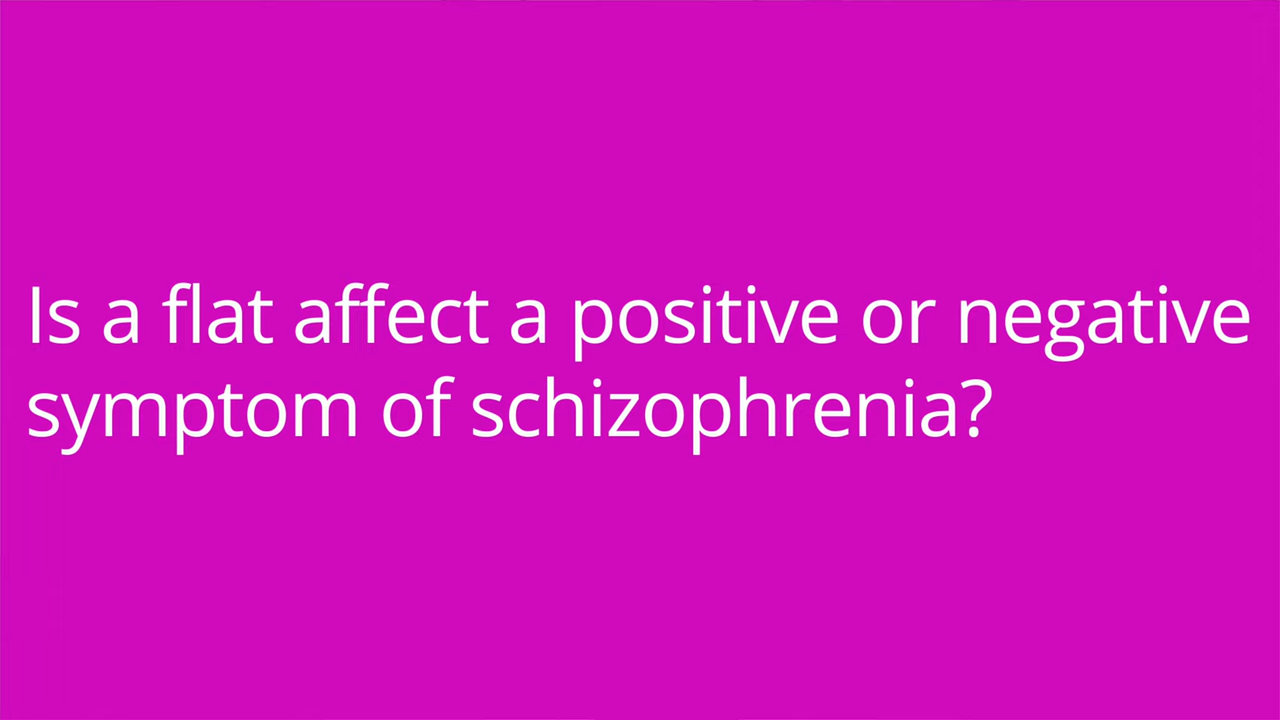 Is a flat affect a positive or negative
symptom of schizophrenia?